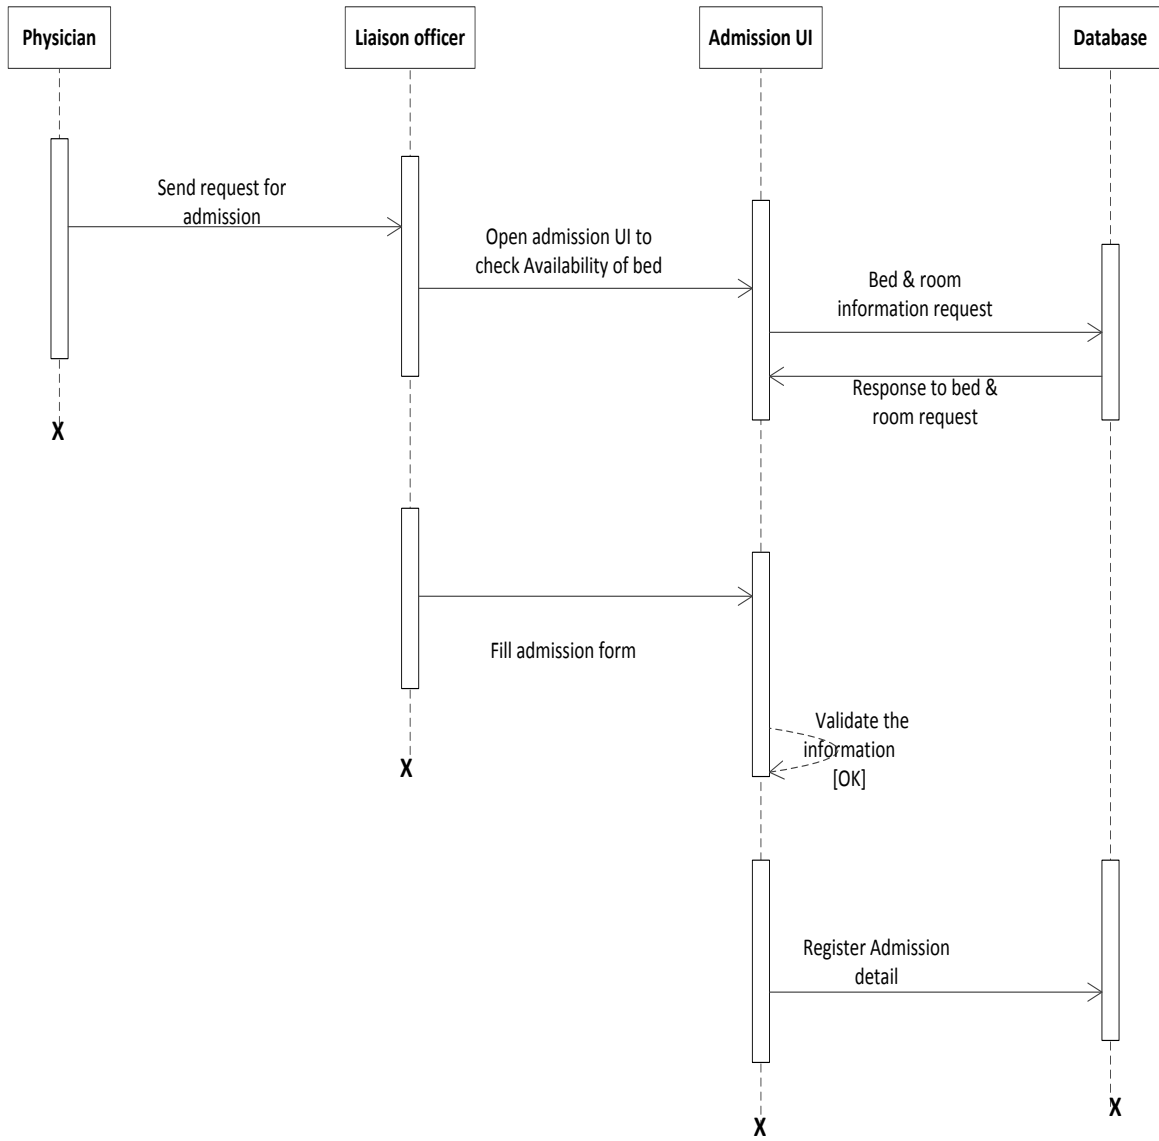 Physician
Liaison officer
Admission UI
Database
Send request for
admission
Open admission UI to
check Availability of bed
Bed & room
information request
Response to bed &
room request
X
Fill admission form
Validate the
information
[OK]
X
Register Admission
detail
X
X